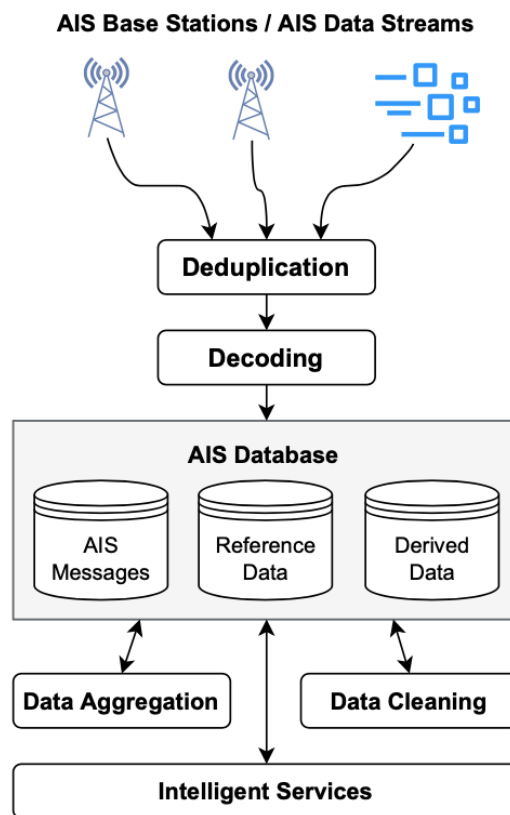 AIS Base Stations / AIS Data Streams
Deduplication
Decoding
AIS Database
AIS
Messages
Reference
Data
Derived
Data
Data Aggregation
Data Cleaning
Intelligent Services